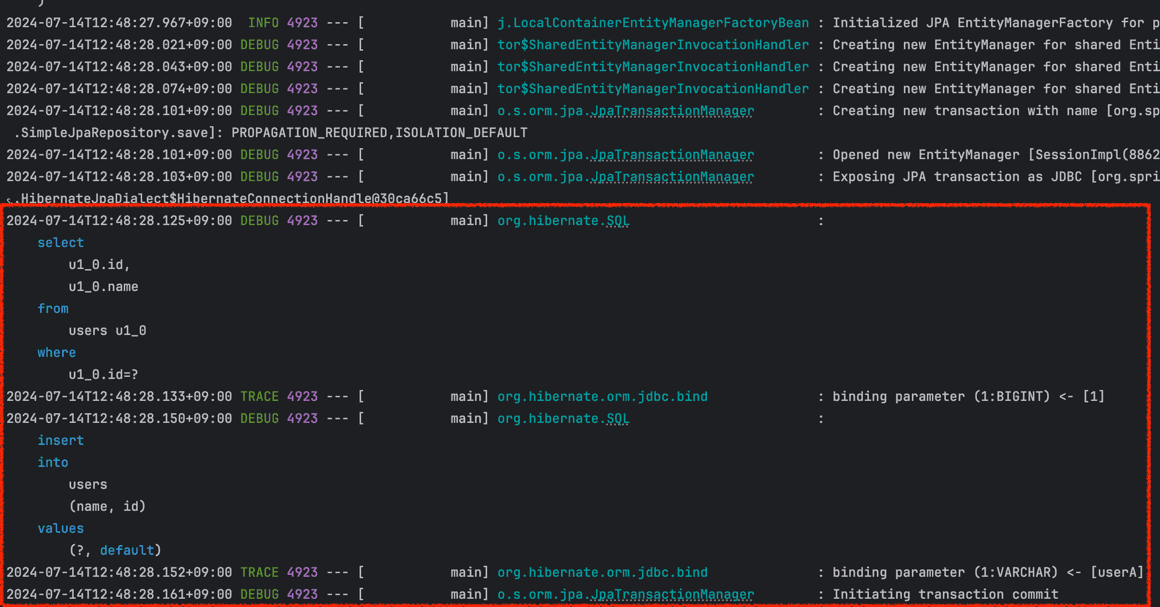 }
2024-07-14T12:48:27.967+09:00  INFO 4923 --- [           main] j.LocalContainerEntityManagerFactoryBean : Initialized JPA EntityManagerFactory for p
2024-07-14T12:48:28.021+09:00 DEBUG 4923 --- [           main] tor$SharedEntityManagerInvocationHandler : Creating new EntityManager for shared Enti
2024-07-14T12:48:28.043+09:00 DEBUG 4923 --- [           main] tor$SharedEntityManagerInvocationHandler : Creating new EntityManager for shared Enti
2024-07-14T12:48:28.074+09:00 DEBUG 4923 --- [           main] tor$SharedEntityManagerInvocationHandler : Creating new EntityManager for shared Enti
2024-07-14T12:48:28.101+09:00 DEBUG 4923 --- [           main] o.s.orm.jpa.JpaTransactionManager        : Creating new transaction with name [org.sp
.SimpleJpaRepository.save]: PROPAGATION_REQUIRED,ISOLATION_DEFAULT
2024-07-14T12:48:28.101+09:00 DEBUG 4923 --- [           main] o.s.orm.jpa.JpaTransactionManager        : Opened new EntityManager [SessionImpl(8862
2024-07-14T12:48:28.103+09:00 DEBUG 4923 --- [           main] o.s.orm.jpa.JpaTransactionManager        : Exposing JPA transaction as JDBC [org.spri
.HibernateJpaDialect$HibernateConnectionHandle@30ca66c5]
2024-07-14T12:48:28.125+09:00 DEBUG 4923 --- [           main] org.hibernate.SQL                        :
    select
        u1_0.id,
        u1_0.name
    from
        users u1_0
    where
        u1_0.id=?
2024-07-14T12:48:28.133+09:00 TRACE 4923 --- [           main] org.hibernate.orm.jdbc.bind              : binding parameter (1:BIGINT) <- [1]
2024-07-14T12:48:28.150+09:00 DEBUG 4923 --- [           main] org.hibernate.SQL                        :
    insert
    into
        users
        (name, id)
    values
        (?, default)
2024-07-14T12:48:28.152+09:00 TRACE 4923 --- [           main] org.hibernate.orm.jdbc.bind              : binding parameter (1:VARCHAR) <- [userA]
2024-07-14T12:48:28.161+09:00 DEBUG 4923 --- [           main] o.s.orm.jpa.JpaTransactionManager        : Initiating transaction commit